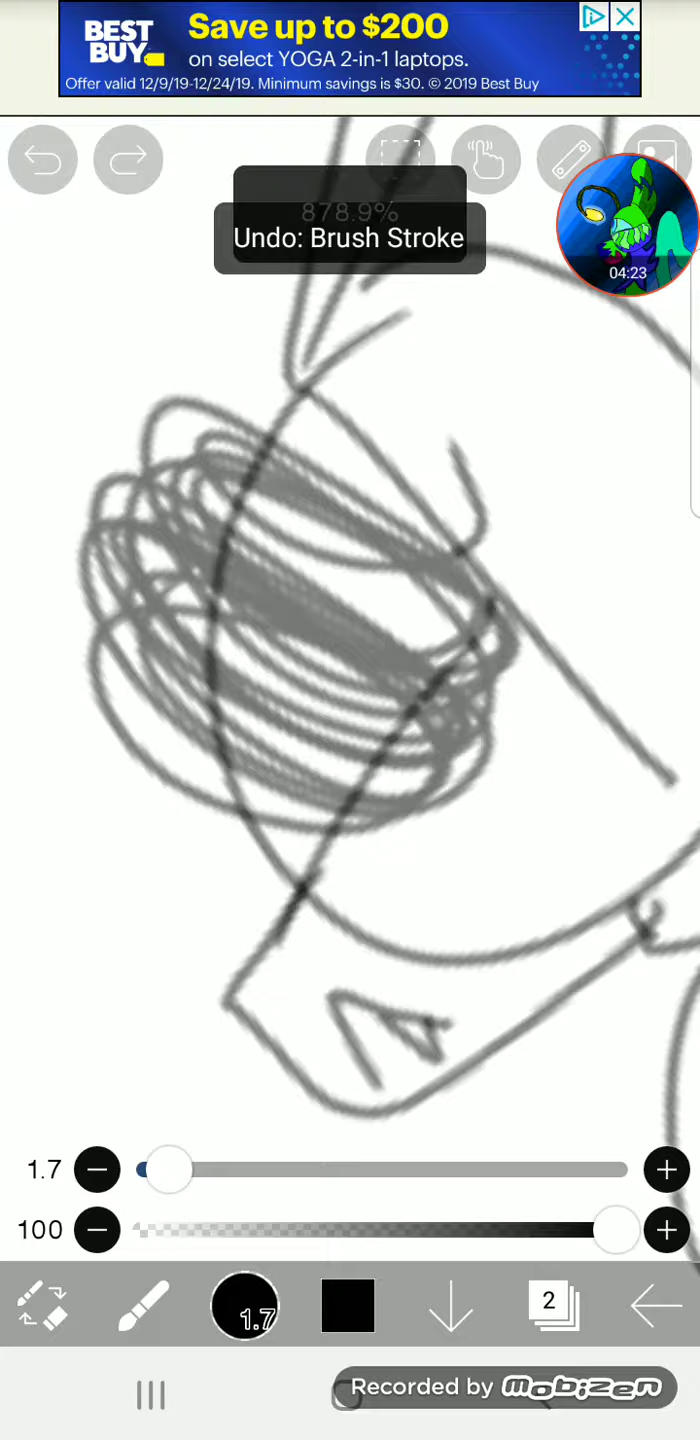 BEST
BUY
Save up to $200
on select YOGA 2-in-1 laptops.
Offer valid 12/9/19-12/24/19. Minimum savings is $30. © 2019 Best Buy
878.9%
Undo: Brush Stroke
04:23
1.7
100
1.7
2
Recorded by mobizen